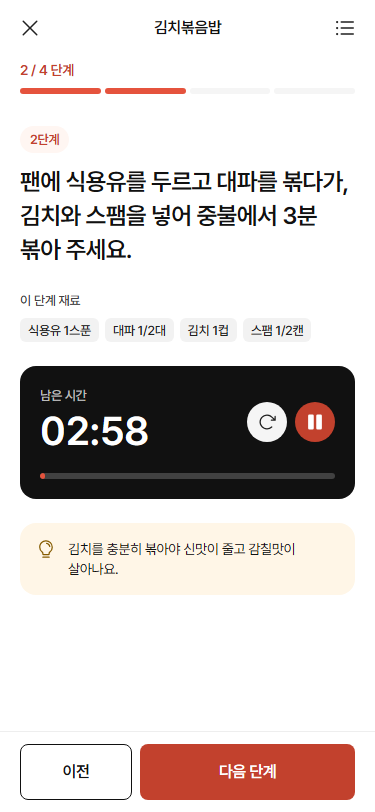 김치볶음밥
2 / 4 단계
2단계
팬에 식용유를 두르고 대파를 볶다가,
김치와 스팸을 넣어 중불에서 3분
볶아 주세요.
이 단계 재료
식용유 1스푼 대파 1/2대 김치 1컵 스팸 1/2캔
남은 시간
02:58
김치를 충분히 볶아야 신맛이 줄고 감칠맛이
살아나요.
이전 다음 단계